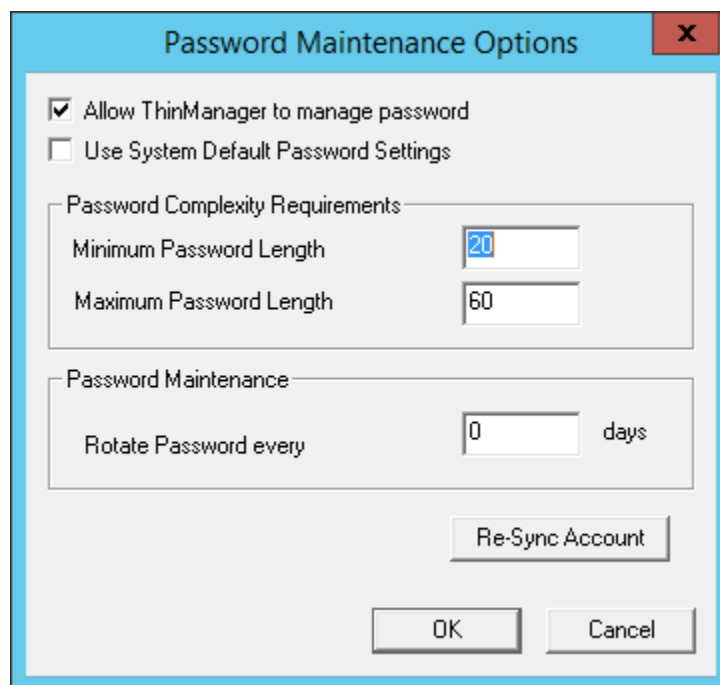 Password Maintenance Options
x
Allow ThinManager to manage password
Use System Default Password Settings
Password Complexity Requirements
Minimum Password Length 20
Maximum Password Length 60
Password Maintenance
Rotate Password every 0 days
Re-Sync Account
OK Cancel